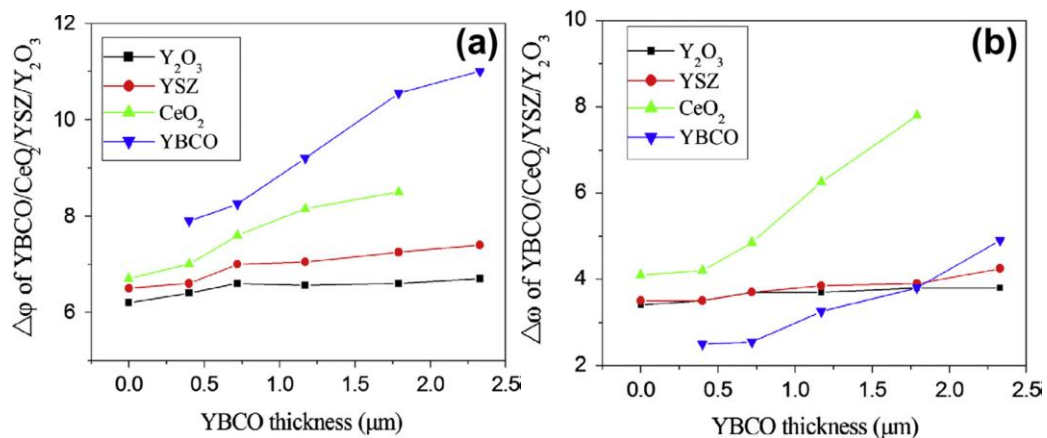 (a)
Y₂O₃
YSZ
CeO₂
YBCO
12
10
8
6
0.0 0.5 1.0 1.5 2.0 2.5
YBCO thickness (μm)
△φ of YBCO/CeO₂/YSZ/Y₂O₃
(b)
Y₂O₃
YSZ
CeO₂
YBCO
10
8
6
4
2
0.0 0.5 1.0 1.5 2.0 2.5
YBCO thickness (μm)
△ω of YBCO/CeO₂/YSZ/Y₂O₃